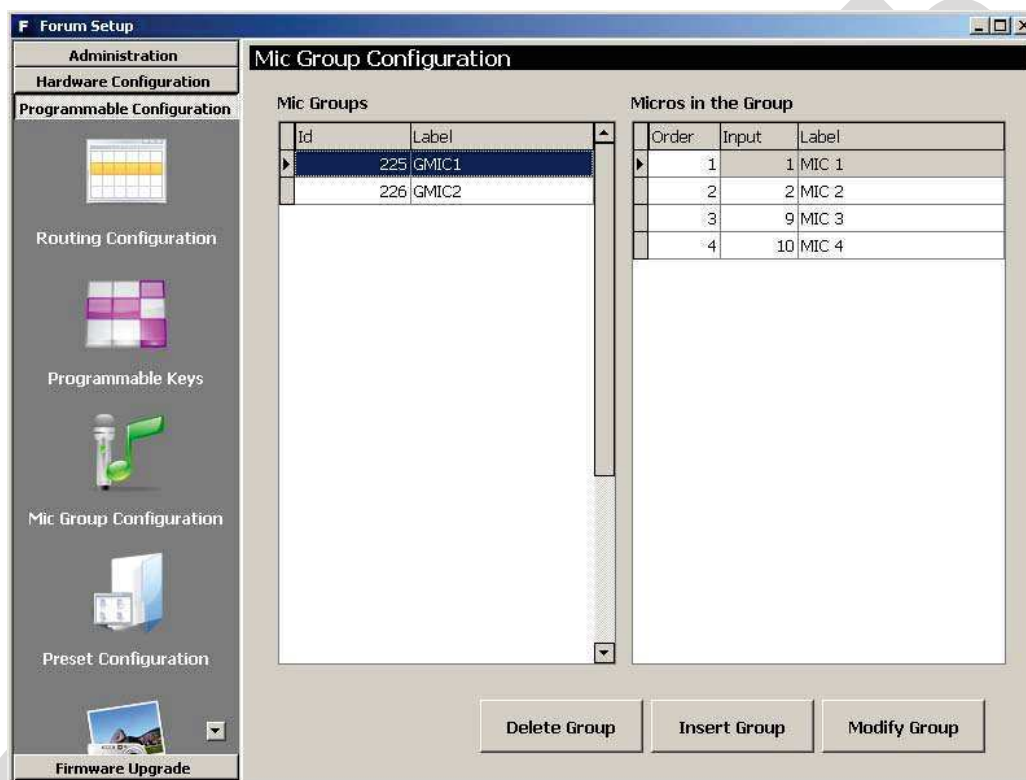 F Forum Setup
Administration
Hardware Configuration
Programmable Configuration
Routing Configuration
Programmable Keys
Mic Group Configuration
Preset Configuration
Firmware Upgrade
Mic Group Configuration
Mic Groups
Id Label
225 GMIC1
226 GMIC2
Micros in the Group
Order Input Label
1 1 MIC 1
2 2 MIC 2
3 9 MIC 3
4 10 MIC 4
Delete Group Insert Group Modify Group